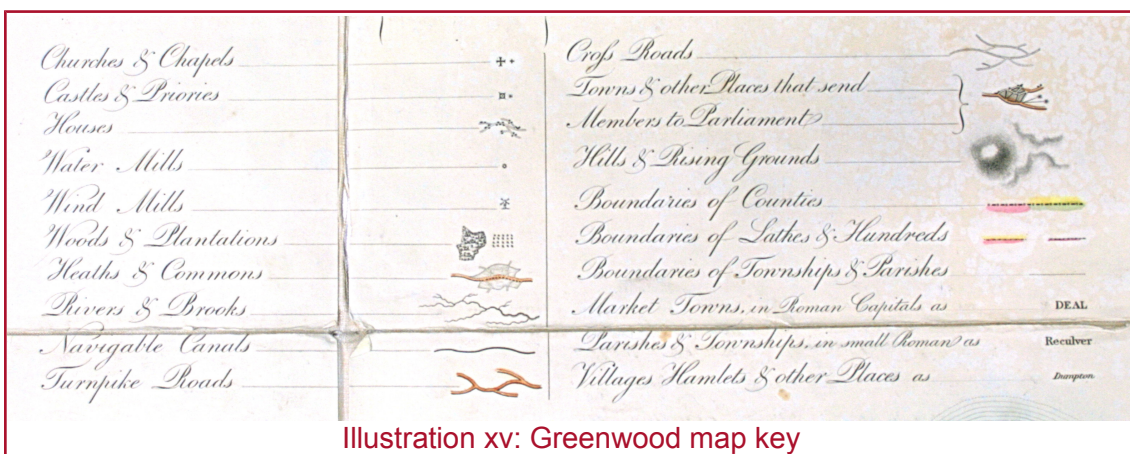 Churches & Chapels
Castles & Priories
Houses
Water Mills
Wind Mills
Woods & Plantations
Heaths & Commons
Rivers & Brooks
Navigable Canals
Turnpike Roads
Croſs Roads
Towns & other Places that send
Members to Parliament
Hills & Rising Grounds
Boundaries of Counties
Boundaries of Lathes & Hundreds
Boundaries of Townships & Parishes
Market Towns, in Roman Capitals as DEAL
Parishes & Townships, in small Roman as Reculver
Villages Hamlets & other Places as Dumpton
Illustration xv: Greenwood map key